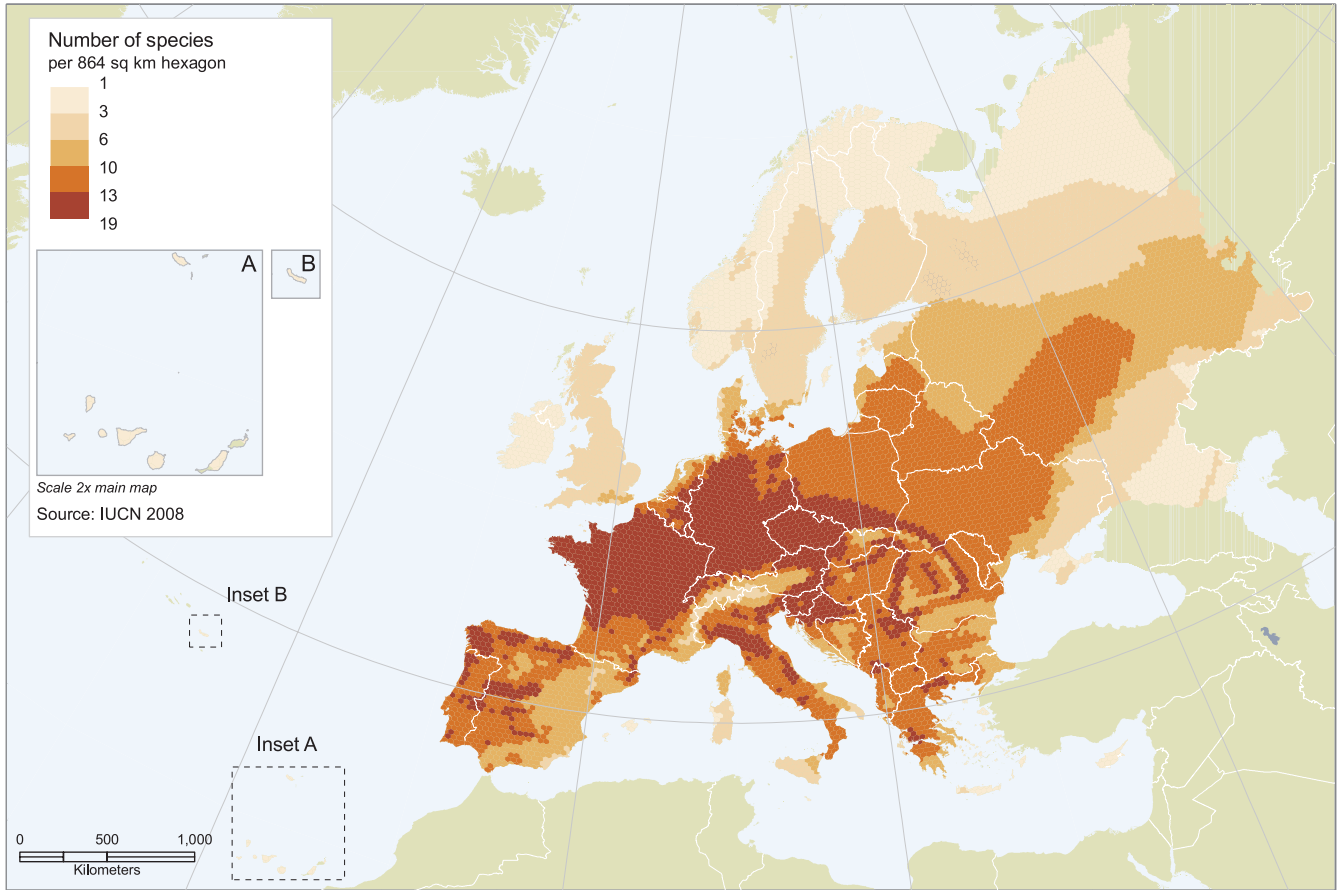 Number of species
per 864 sq km hexagon
1
3
6
10
13
19
A
B
Scale 2x main map
Source: IUCN 2008
Inset B
Inset A
0 500 1,000
Kilometers